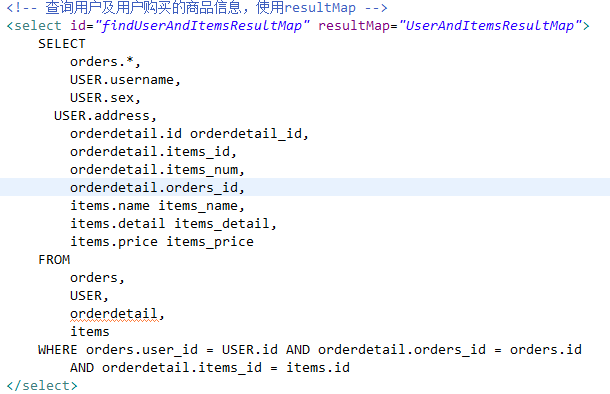 <!-- 查询用户及用户购买的商品信息，使用resultMap -->
<select id="findUserAndItemsResultMap" resultMap="UserAndItemsResultMap">
SELECT
orders.*,
USER.username,
USER.sex,
USER.address,
orderdetail.id orderdetail_id,
orderdetail.items_id,
orderdetail.items_num,
orderdetail.orders_id,
items.name items_name,
items.detail items_detail,
items.price items_price
FROM
orders,
USER,
orderdetail,
items
WHERE orders.user_id = USER.id AND orderdetail.orders_id = orders.id
AND orderdetail.items_id = items.id
</select>